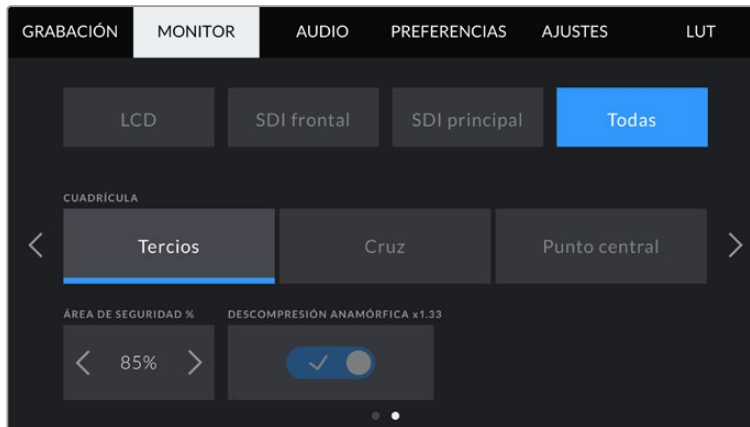 GRABACIÓN MONITOR AUDIO PREFERENCIAS AJUSTES LUT
LCD SDI frontal SDI principal Todas
CUADRÍCULA
Tercios Cruz Punto central
ÁREA DE SEGURIDAD % DESCOMPRESIÓN ANAMÓRFICA x1.33
85%